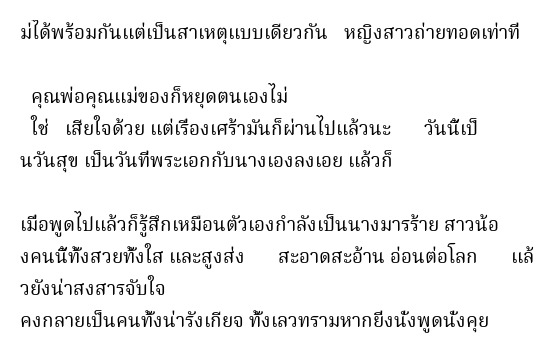 ม่ได้พร้อมกันแต่เป็นสาเหตุแบบเดียวกัน   หญิงสาวถ่ายทอดเท่าที่
คุณพ่อคุณแม่ของก็หยุดตนเองไม่
ใช่   เสียใจด้วย แต่เรื่องเศร้ามันก็ผ่านไปแล้วนะ      วันนี้เป็
นวันสุข เป็นวันที่พระเอกกับนางเองลงเอย แล้วก็
เมื่อพูดไปแล้วก็รู้สึกเหมือนตัวเองกำลังเป็นนางมารร้าย สาวน้อ
งคนนี้ทั้งสวยทั้งใส และสูงส่ง      สะอาดสะอ้าน อ่อนต่อโลก      แล้
วยังน่าสงสารจับใจ
คงกลายเป็นคนทั้งน่ารังเกียจ ทั้งเลวทรามหากยิ่งนั่งพูดนั่งคุย